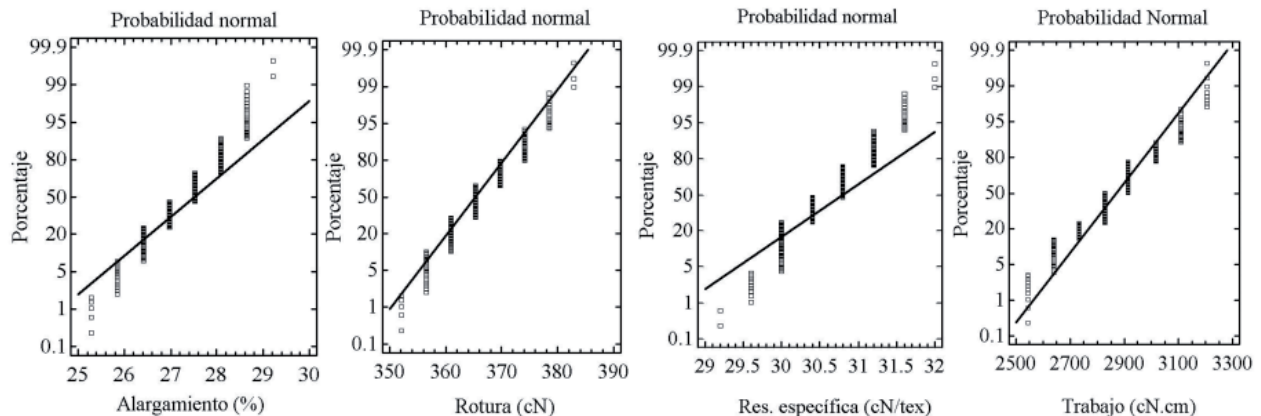 Probabilidad normal
99.9
99
95
80
50
20
5
1
0.1
Porcentaje
25 26 27 28 29 30
Alargamiento (%)
Probabilidad normal
99.9
99
95
80
50
20
5
1
0.1
Porcentaje
350 360 370 380 390
Rotura (cN)
Probabilidad normal
99.9
99
95
80
50
20
5
1
0.1
Porcentaje
29 29.5 30 30.5 31 31.5 32
Res. específica (cN/tex)
Probabilidad Normal
99.9
99
95
80
50
20
5
1
0.1
Porcentaje
2500 2700 2900 3100 3300
Trabajo (cN.cm)